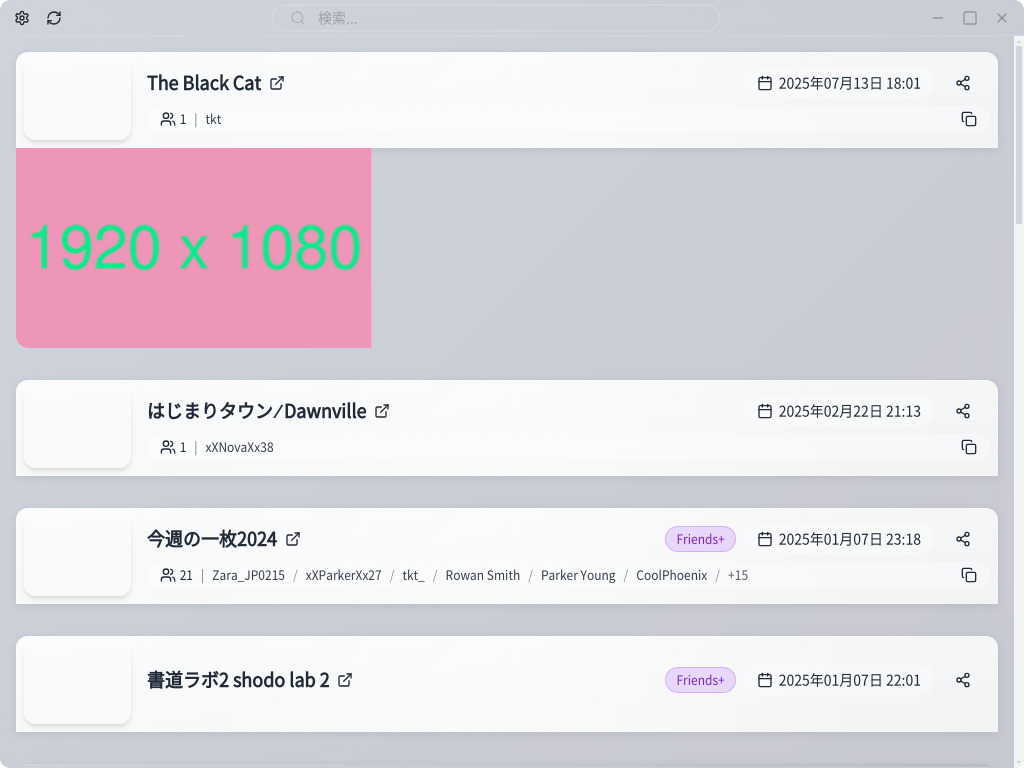 検索...
The Black Cat
2025年07月13日 18:01
1 | tkt
1920 x 1080
はじまりタウン⁄Dawnville
2025年02月22日 21:13
1 | xXNovaXx38
今週の一枚2024
Friends+
2025年01月07日 23:18
21 | Zara_JP0215 / xXParkerXx27 / tkt_ / Rowan Smith / Parker Young / CoolPhoenix / +15
書道ラボ2 shodo lab 2
Friends+
2025年01月07日 22:01